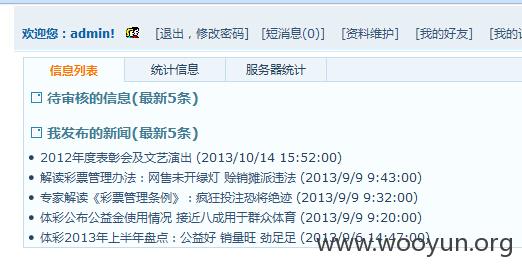 欢迎您：admin! [退出，修改密码] [短消息(0)] [资料维护] [我的好友] [我的
信息列表 统计信息 服务器统计
待审核的信息(最新5条)
我发布的新闻(最新5条)
2012年度表彰会及文艺演出 (2013/10/14 15:52:00)
解读彩票管理办法：网售未开绿灯 赊销摊派违法 (2013/9/9 9:43:00)
专家解读《彩票管理条例》：疯狂投注恐将绝迹 (2013/9/9 9:32:00)
体彩公布公益金使用情况 接近八成用于群众体育 (2013/9/9 9:20:00)
体彩2013年上半年盘点：公益好 销量旺 劲足足 (2013/9/6 14:47:00)
www.wooyun.org